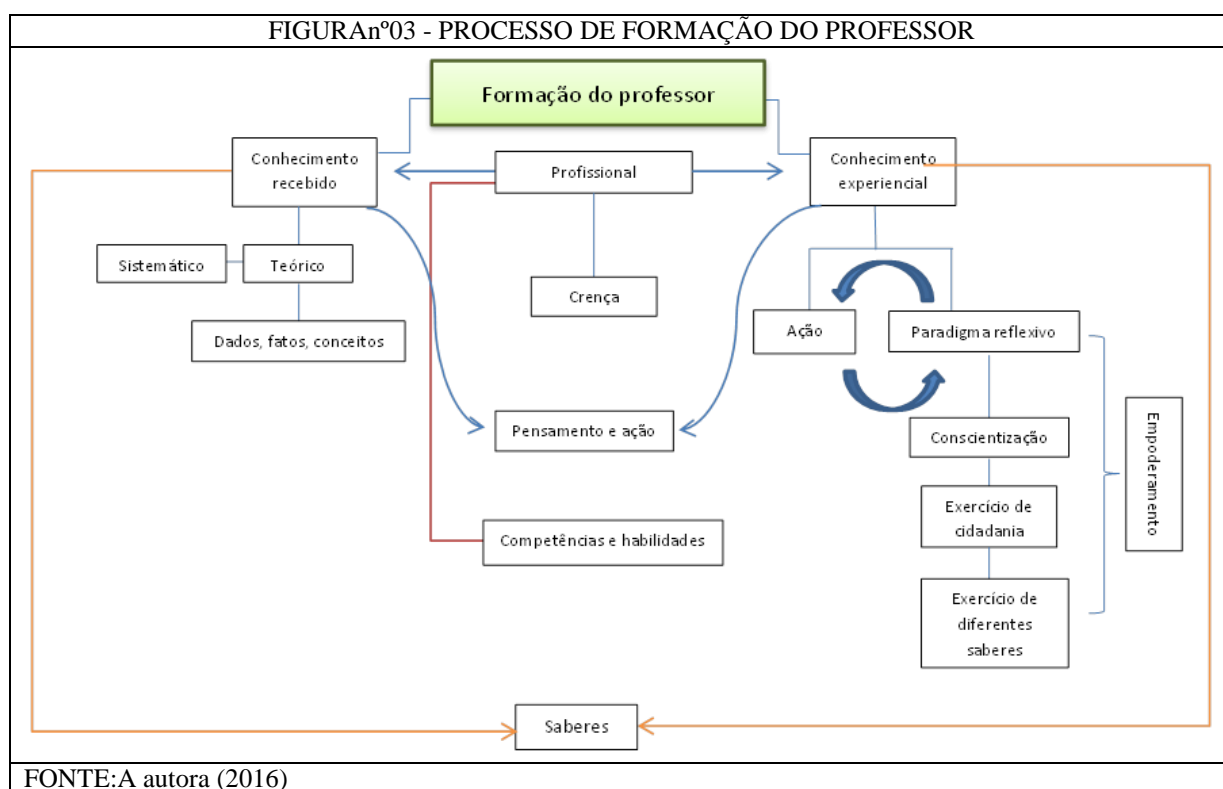 FIGURAnº03 - PROCESSO DE FORMAÇÃO DO PROFESSOR
Formação do professor
Conhecimento
recebido
Profissional
Conhecimento
experiencial
Sistemático
Teórico
Crença
Dados, fatos, conceitos
Ação
Paradigma reflexivo
Pensamento e ação
Conscientização
Empoderamento
Exercício de
cidadania
Competências e habilidades
Exercício de
diferentes
saberes
Saberes
FONTE:A autora (2016)